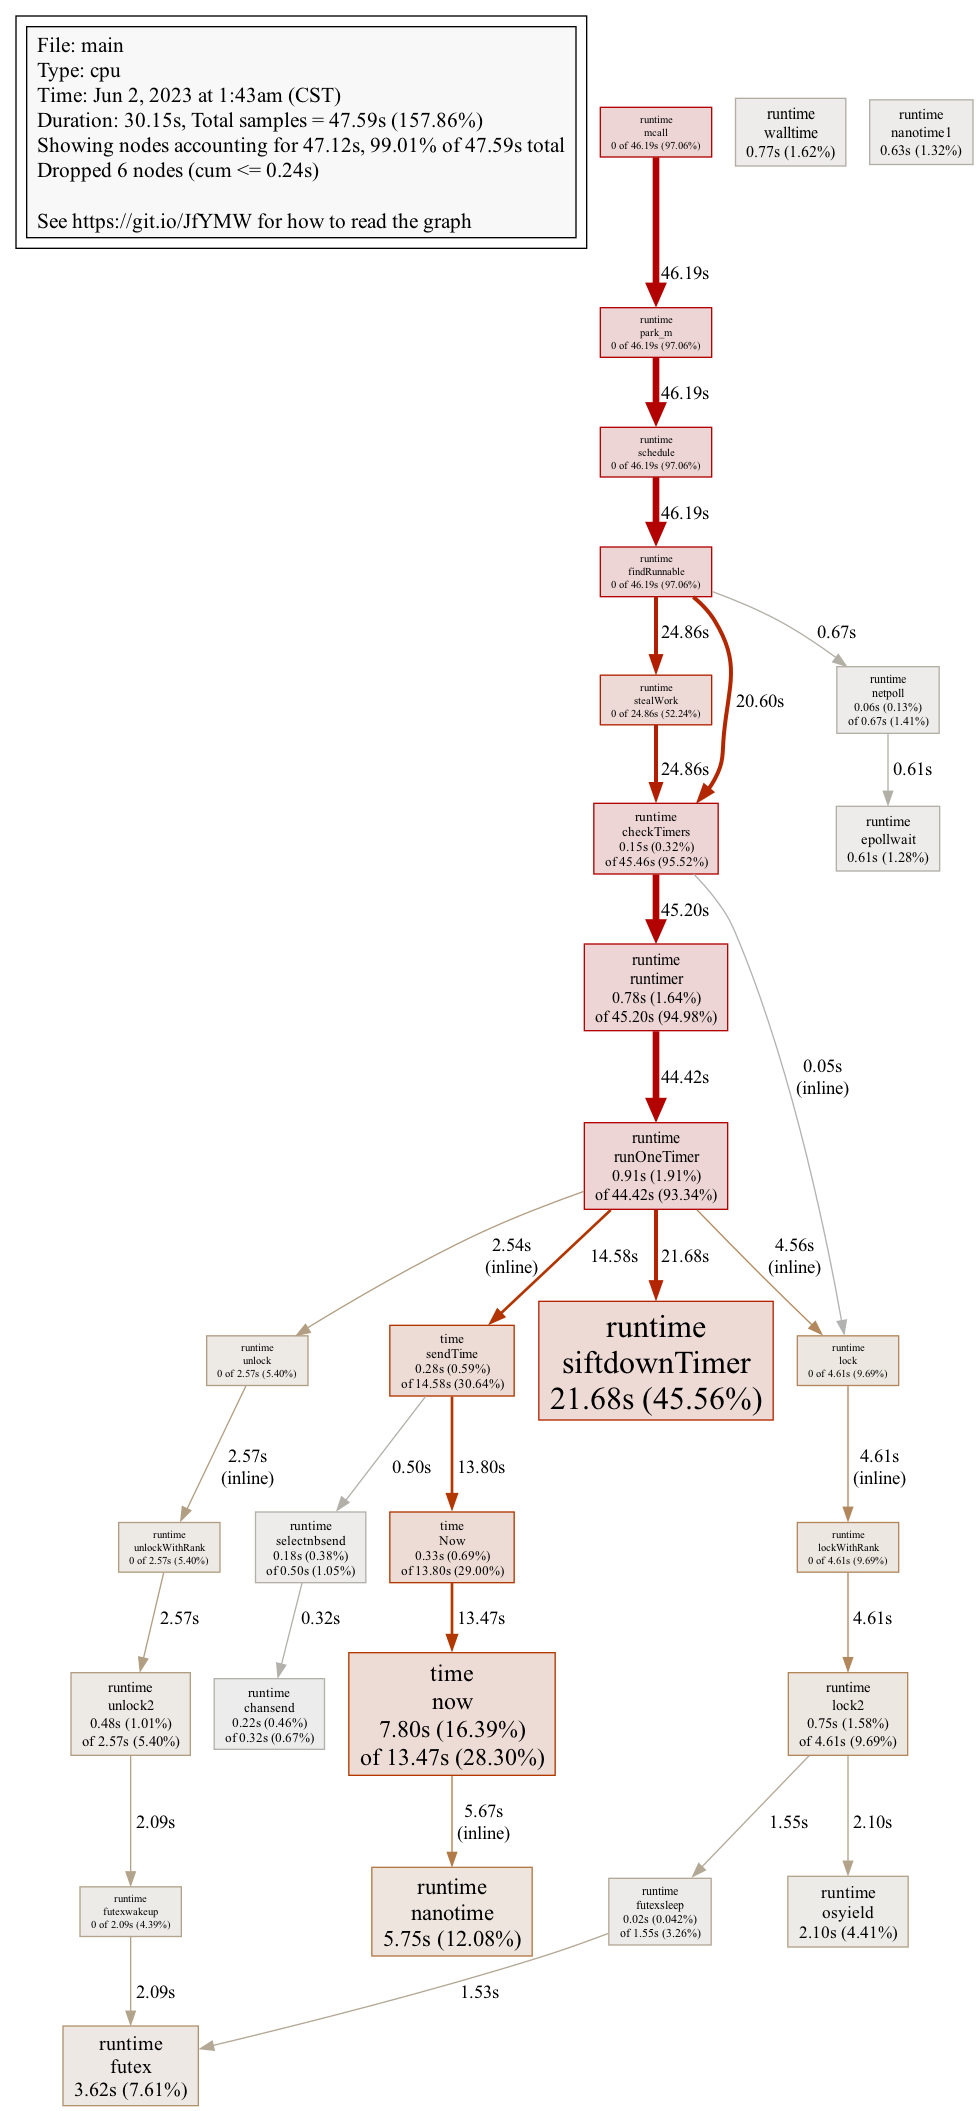 File: main
Type: cpu
Time: Jun 2, 2023 at 1:43am (CST)
Duration: 30.15s, Total samples = 47.59s (157.86%)
Showing nodes accounting for 47.12s, 99.01% of 47.59s total
Dropped 6 nodes (cum <= 0.24s)
See https://git.io/JfYMW for how to read the graph
runtime
mcall
0 of 46.19s (97.06%)
runtime
walltime
0.77s (1.62%)
runtime
nanotime1
0.63s (1.32%)
46.19s
runtime
park_m
0 of 46.19s (97.06%)
46.19s
runtime
schedule
0 of 46.19s (97.06%)
46.19s
runtime
findRunnable
0 of 46.19s (97.06%)
24.86s
20.60s
0.67s
runtime
stealWork
0 of 24.86s (52.24%)
runtime
netpoll
0.06s (0.13%)
of 0.67s (1.41%)
24.86s
0.61s
runtime
checkTimers
0.15s (0.32%)
of 45.46s (95.52%)
runtime
epollwait
0.61s (1.28%)
45.20s
runtime
runtimer
0.78s (1.64%)
of 45.20s (94.98%)
44.42s
0.05s
(inline)
runtime
runOneTimer
0.91s (1.91%)
of 44.42s (93.34%)
2.54s
(inline)
14.58s
21.68s
4.56s
(inline)
runtime
unlock
0 of 2.57s (5.40%)
time
sendTime
0.28s (0.59%)
of 14.58s (30.64%)
runtime
siftdownTimer
21.68s (45.56%)
runtime
lock
0 of 4.61s (9.69%)
2.57s
(inline)
0.50s
13.80s
4.61s
(inline)
runtime
unlockWithRank
0 of 2.57s (5.40%)
runtime
selectnbsend
0.18s (0.38%)
of 0.50s (1.05%)
time
Now
0.33s (0.69%)
of 13.80s (29.00%)
runtime
lockWithRank
0 of 4.61s (9.69%)
2.57s
0.32s
13.47s
4.61s
runtime
unlock2
0.48s (1.01%)
of 2.57s (5.40%)
runtime
chansend
0.22s (0.46%)
of 0.32s (0.67%)
time
now
7.80s (16.39%)
of 13.47s (28.30%)
runtime
lock2
0.75s (1.58%)
of 4.61s (9.69%)
2.09s
5.67s
(inline)
1.55s
2.10s
runtime
futexwakeup
0 of 2.09s (4.39%)
runtime
nanotime
5.75s (12.08%)
runtime
futexsleep
0.02s (0.042%)
of 1.55s (3.26%)
runtime
osyield
2.10s (4.41%)
2.09s
1.53s
runtime
futex
3.62s (7.61%)